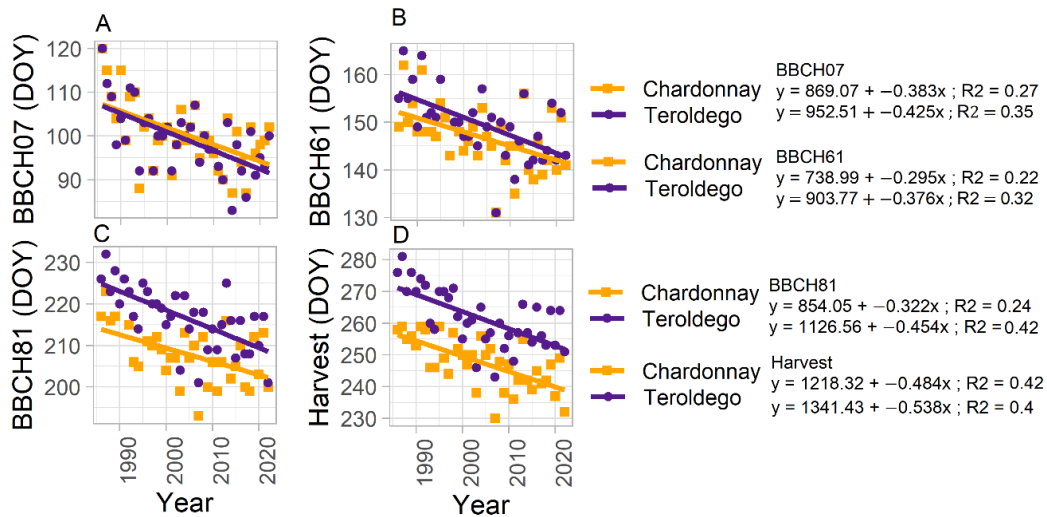 A
BBCH07 (DOY)
120
110
100
90
B
BBCH61 (DOY)
160
150
140
130
BBCH07
Chardonnay y = 869.07 + −0.383x ; R2 = 0.27
Teroldego y = 952.51 + −0.425x ; R2 = 0.35
BBCH61
Chardonnay y = 738.99 + −0.295x ; R2 = 0.22
Teroldego y = 903.77 + −0.376x ; R2 = 0.32
C
BBCH81 (DOY)
230
220
210
200
1990
2000
2010
2020
Year
D
Harvest (DOY)
280
270
260
250
240
230
1990
2000
2010
2020
Year
BBCH81
Chardonnay y = 854.05 + −0.322x ; R2 = 0.24
Teroldego y = 1126.56 + −0.454x ; R2 = 0.42
Harvest
Chardonnay y = 1218.32 + −0.484x ; R2 = 0.42
Teroldego y = 1341.43 + −0.538x ; R2 = 0.4